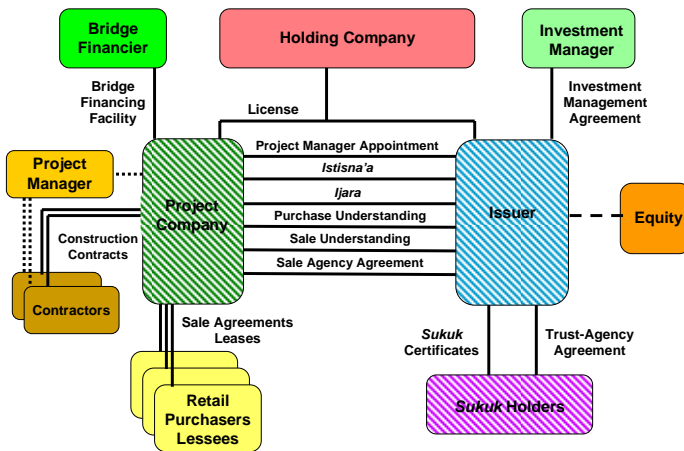 Bridge
Financier
Holding Company
Investment
Manager
Bridge
Financing
Facility
License
Investment
Management
Agreement
Project Manager Appointment
Istisna'a
Ijara
Purchase Understanding
Sale Understanding
Sale Agency Agreement
Project
Manager
Project
Company
Issuer
Equity
Construction
Contracts
Contractors
Sale Agreements
Leases
Sukuk
Certificates
Trust-Agency
Agreement
Retail
Purchasers
Lessees
Sukuk Holders